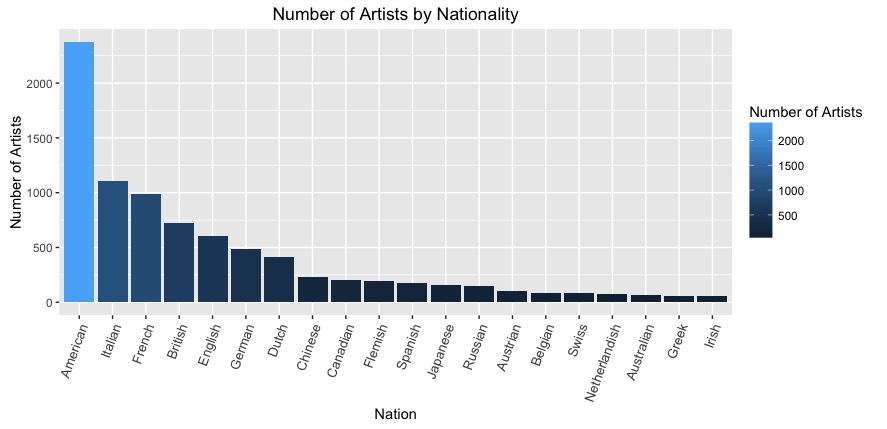 Number of Artists by Nationality
Number of Artists
2000
1500
1000
500
0
American
Italian
French
British
English
German
Dutch
Chinese
Canadian
Flemish
Spanish
Japanese
Russian
Austrian
Belgian
Swiss
Netherlandish
Australian
Greek
Irish
Nation
Number of Artists
2000
1500
1000
500